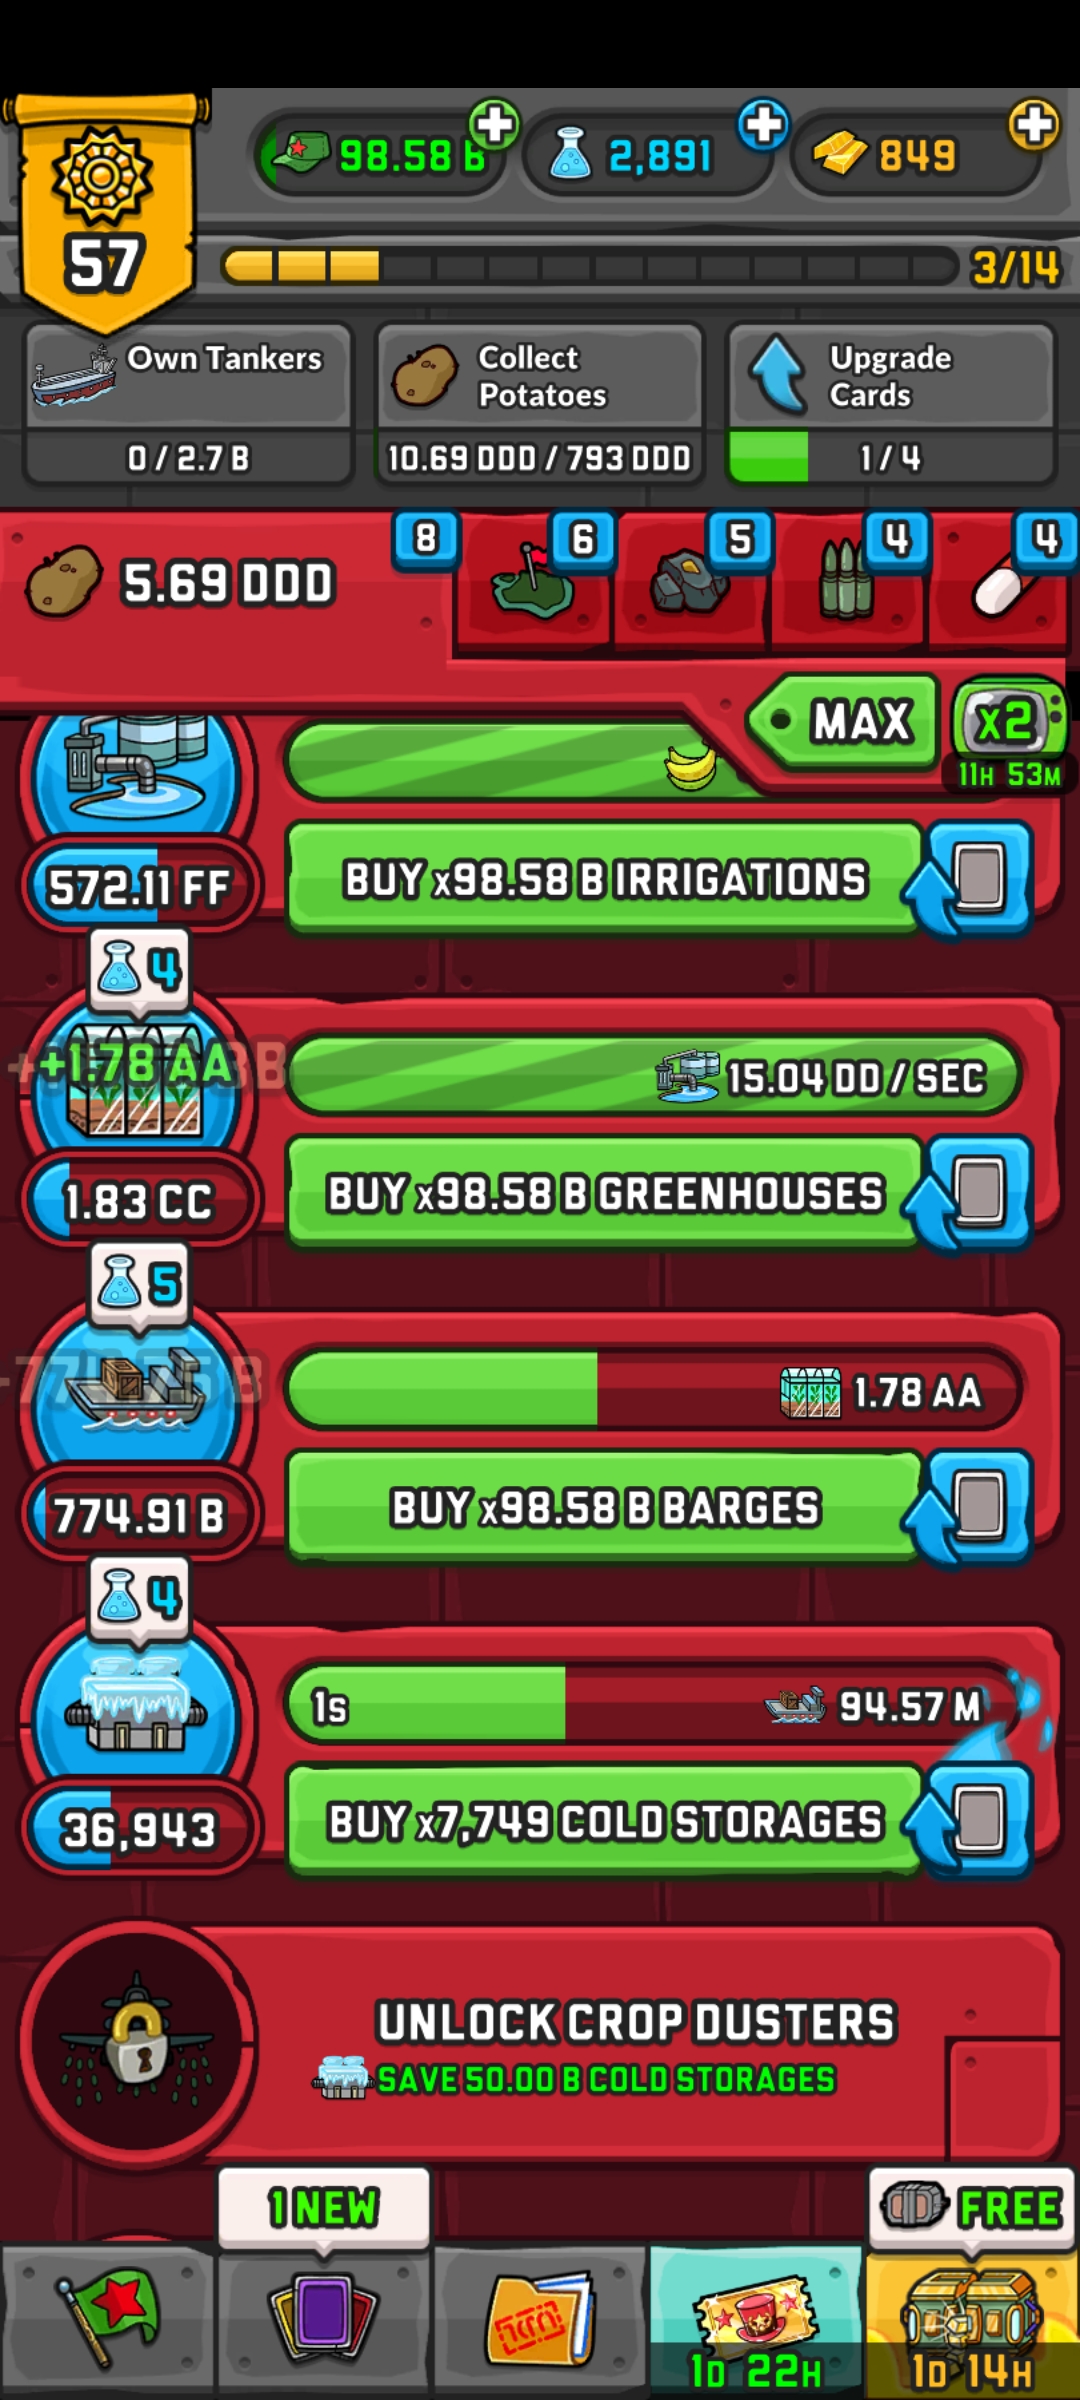 98.58 B
2,891
849
57
3/14
Own Tankers
0 / 2.7 B
Collect
Potatoes
10.69 DDD / 793 DDD
Upgrade
Cards
1 / 4
5.69 DDD
8
6
5
4
4
MAX
x2
11H 53M
572.11 FF
BUY x98.58 B IRRIGATIONS
4
+1.78 AA
15.04 DD / SEC
1.83 CC
BUY x98.58 B GREENHOUSES
5
1.78 AA
774.91 B
BUY x98.58 B BARGES
4
1s
94.57 M
36,943
BUY x7,749 COLD STORAGES
UNLOCK CROP DUSTERS
SAVE 50.00 B COLD STORAGES
1 NEW
FREE
1D 22H
1D 14H